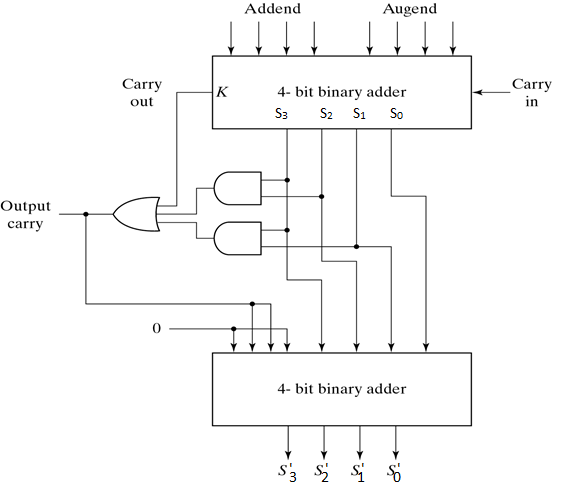 Addend Augend
Carry out
K 4- bit binary adder
Carry in
S3 S2 S1 S0
Output carry
0
4- bit binary adder
S'3 S'2 S'1 S'0